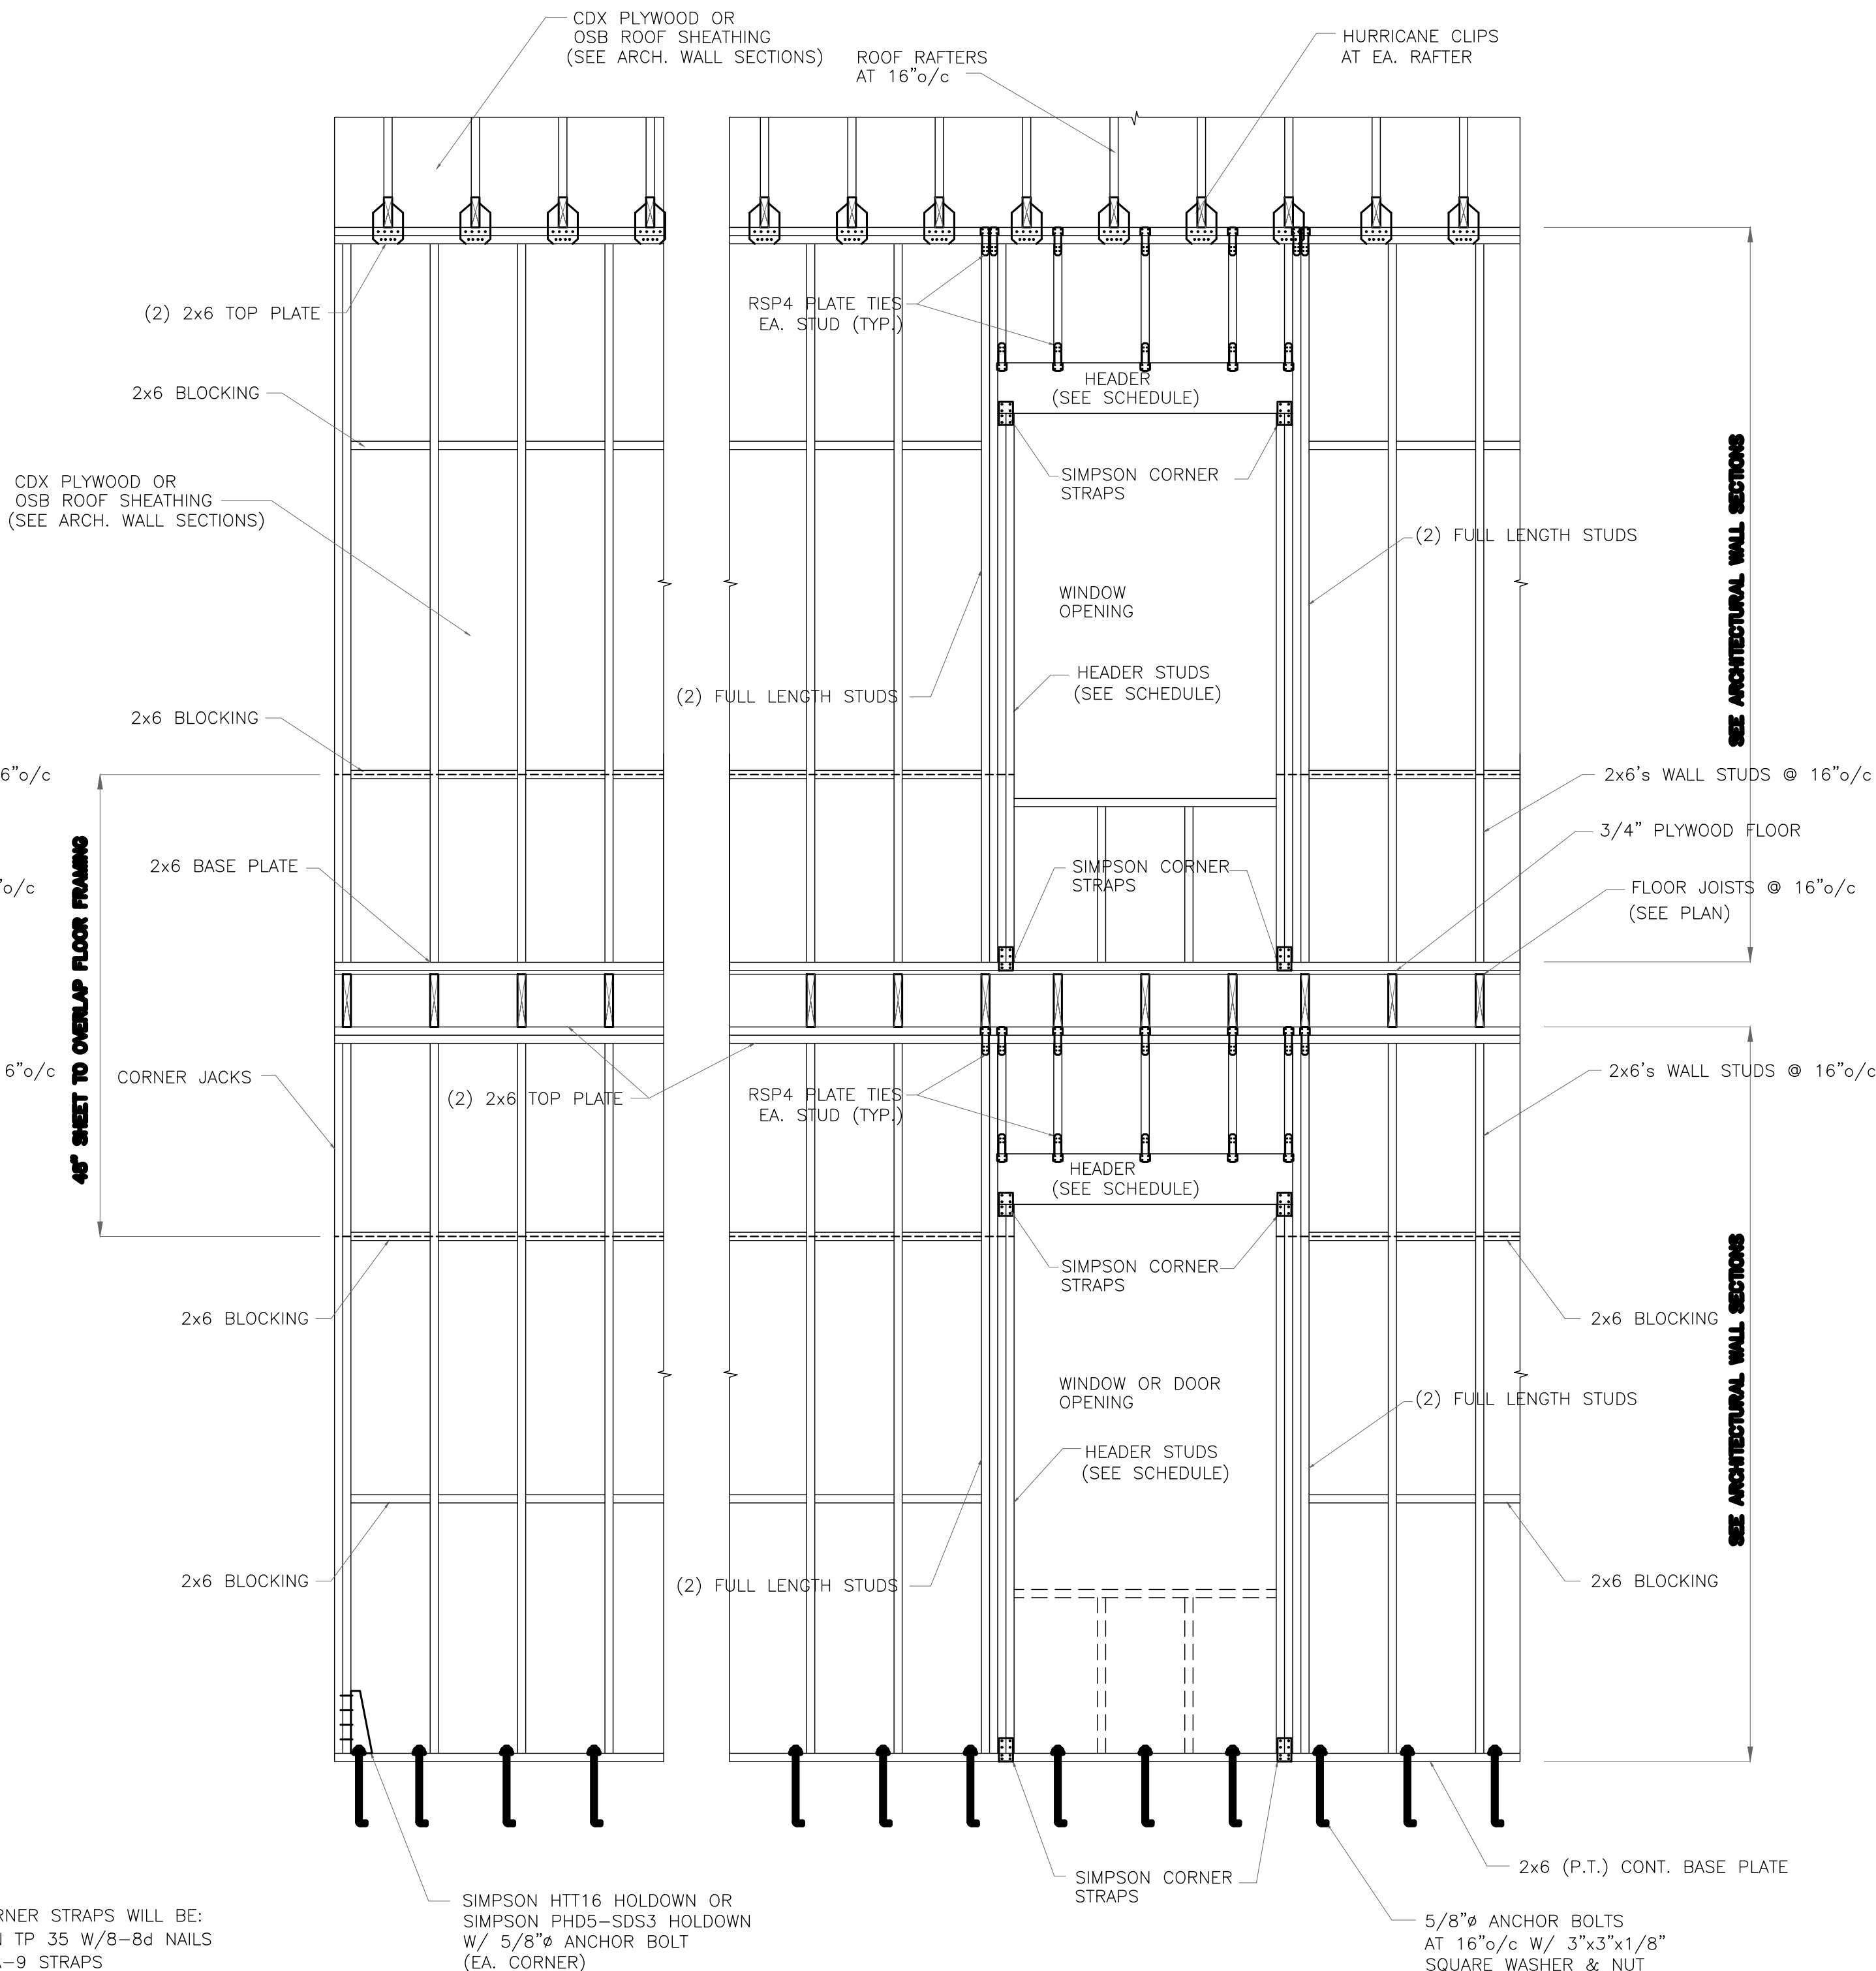 CDX PLYWOOD OR
OSB ROOF SHEATHING
(SEE ARCH. WALL SECTIONS)
ROOF RAFTERS
AT 16"o/c
HURRICANE CLIPS
AT EA. RAFTER
(2) 2x6 TOP PLATE
RSP4 PLATE TIES
EA. STUD (TYP.)
2x6 BLOCKING
HEADER
(SEE SCHEDULE)
CDX PLYWOOD OR
OSB ROOF SHEATHING
(SEE ARCH. WALL SECTIONS)
SIMPSON CORNER
STRAPS
(2) FULL LENGTH STUDS
SEE ARCHITECTURAL WALL SECTIONS
WINDOW
OPENING
(2) FULL LENGTH STUDS
HEADER STUDS
(SEE SCHEDULE)
2x6 BLOCKING
6"o/c
2x6's WALL STUDS @ 16"o/c
3/4" PLYWOOD FLOOR
2x6 BASE PLATE
SIMPSON CORNER
STRAPS
"o/c
FLOOR JOISTS @ 16"o/c
(SEE PLAN)
48" SHEET TO OVERLAP FLOOR FRAMING
6"o/c
CORNER JACKS
(2) 2x6 TOP PLATE
RSP4 PLATE TIES
EA. STUD (TYP.)
2x6's WALL STUDS @ 16"o/c
HEADER
(SEE SCHEDULE)
SIMPSON CORNER
STRAPS
2x6 BLOCKING
2x6 BLOCKING
SEE ARCHITECTURAL WALL SECTIONS
WINDOW OR DOOR
OPENING
(2) FULL LENGTH STUDS
HEADER STUDS
(SEE SCHEDULE)
2x6 BLOCKING
(2) FULL LENGTH STUDS
2x6 BLOCKING
SIMPSON CORNER
STRAPS
2x6 (P.T.) CONT. BASE PLATE
RNER STRAPS WILL BE:
N TP 35 W/8-8d NAILS
A-9 STRAPS
SIMPSON HTT16 HOLDOWN OR
SIMPSON PHD5-SDS3 HOLDOWN
W/ 5/8"ø ANCHOR BOLT
(EA. CORNER)
5/8"ø ANCHOR BOLTS
AT 16"o/c W/ 3"x3"x1/8"
SQUARE WASHER & NUT